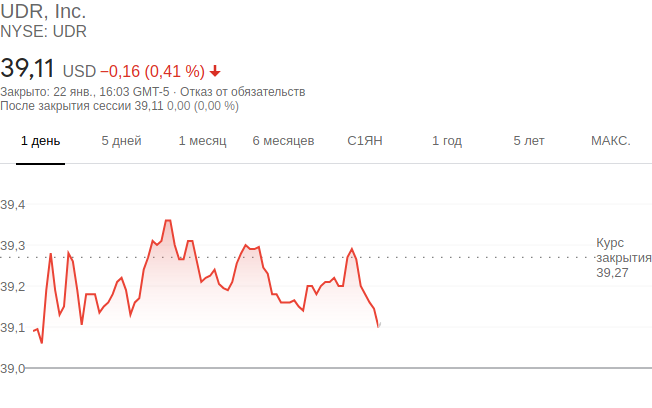 UDR, Inc.
NYSE: UDR
39,11 USD −0,16 (0,41 %)
Закрыто: 22 янв., 16:03 GMT-5 · Отказ от обязательств
После закрытия сессии 39,11 0,00 (0,00 %)
1 день 5 дней 1 месяц 6 месяцев С1ЯН 1 год 5 лет МАКС.
39,4
39,3
39,2
39,1
39,0
Курс
закрытия
39,27